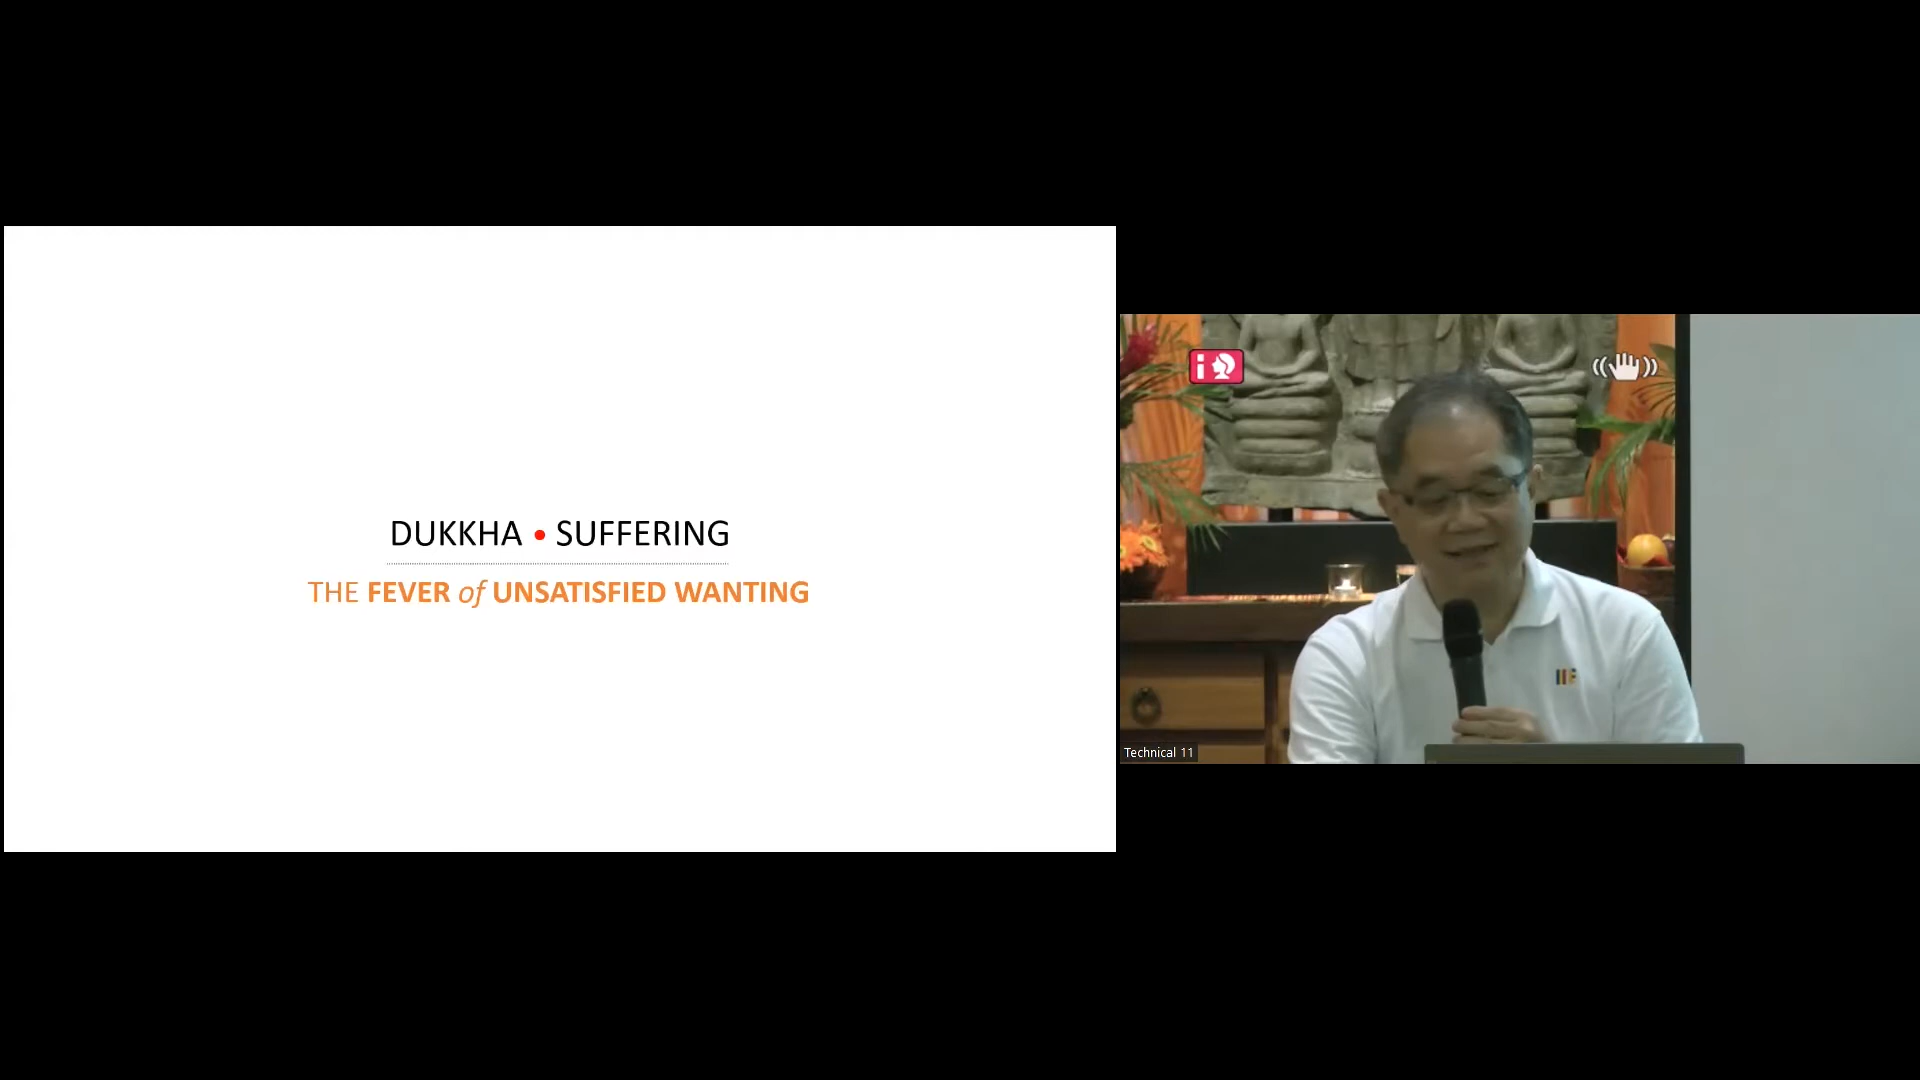 DUKKHA • SUFFERING
THE FEVER of UNSATISFIED WANTING
Technical 11